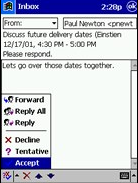 Inbox 2:28p ok
From: Paul Newton <pnewt
Discuss future delivery dates (Einstien
12/17/01, 4:30 PM - 5:00 PM
Please respond.
Lets go over those dates together.
Forward
Reply All
Reply
Decline
? Tentative
Accept